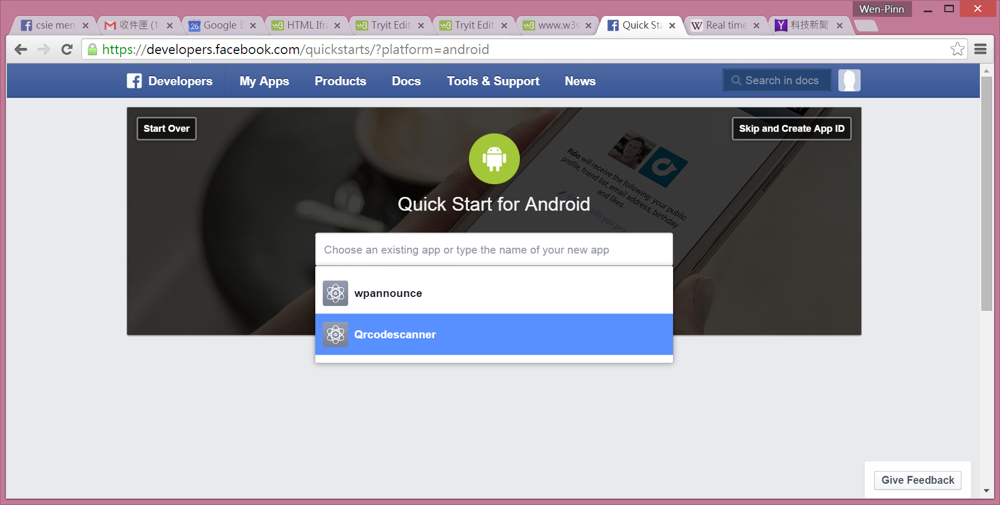 Wen-Pinn
csie men
收件匣 (1
26 Google
HTML Ifra
Tryit Edit
Tryit Edit
www.w3s
Quick Sta
W Real time
Y 科技新聞
https://developers.facebook.com/quickstarts/?platform=android
Developers
My Apps
Products
Docs
Tools & Support
News
Search in docs
Start Over
Skip and Create App ID
Rdio will receive the following: your public
profile, friend list, email address, birthday
and likes.
info you
Quick Start for Android
Choose an existing app or type the name of your new app
wpannounce
Qrcodescanner
Give Feedback